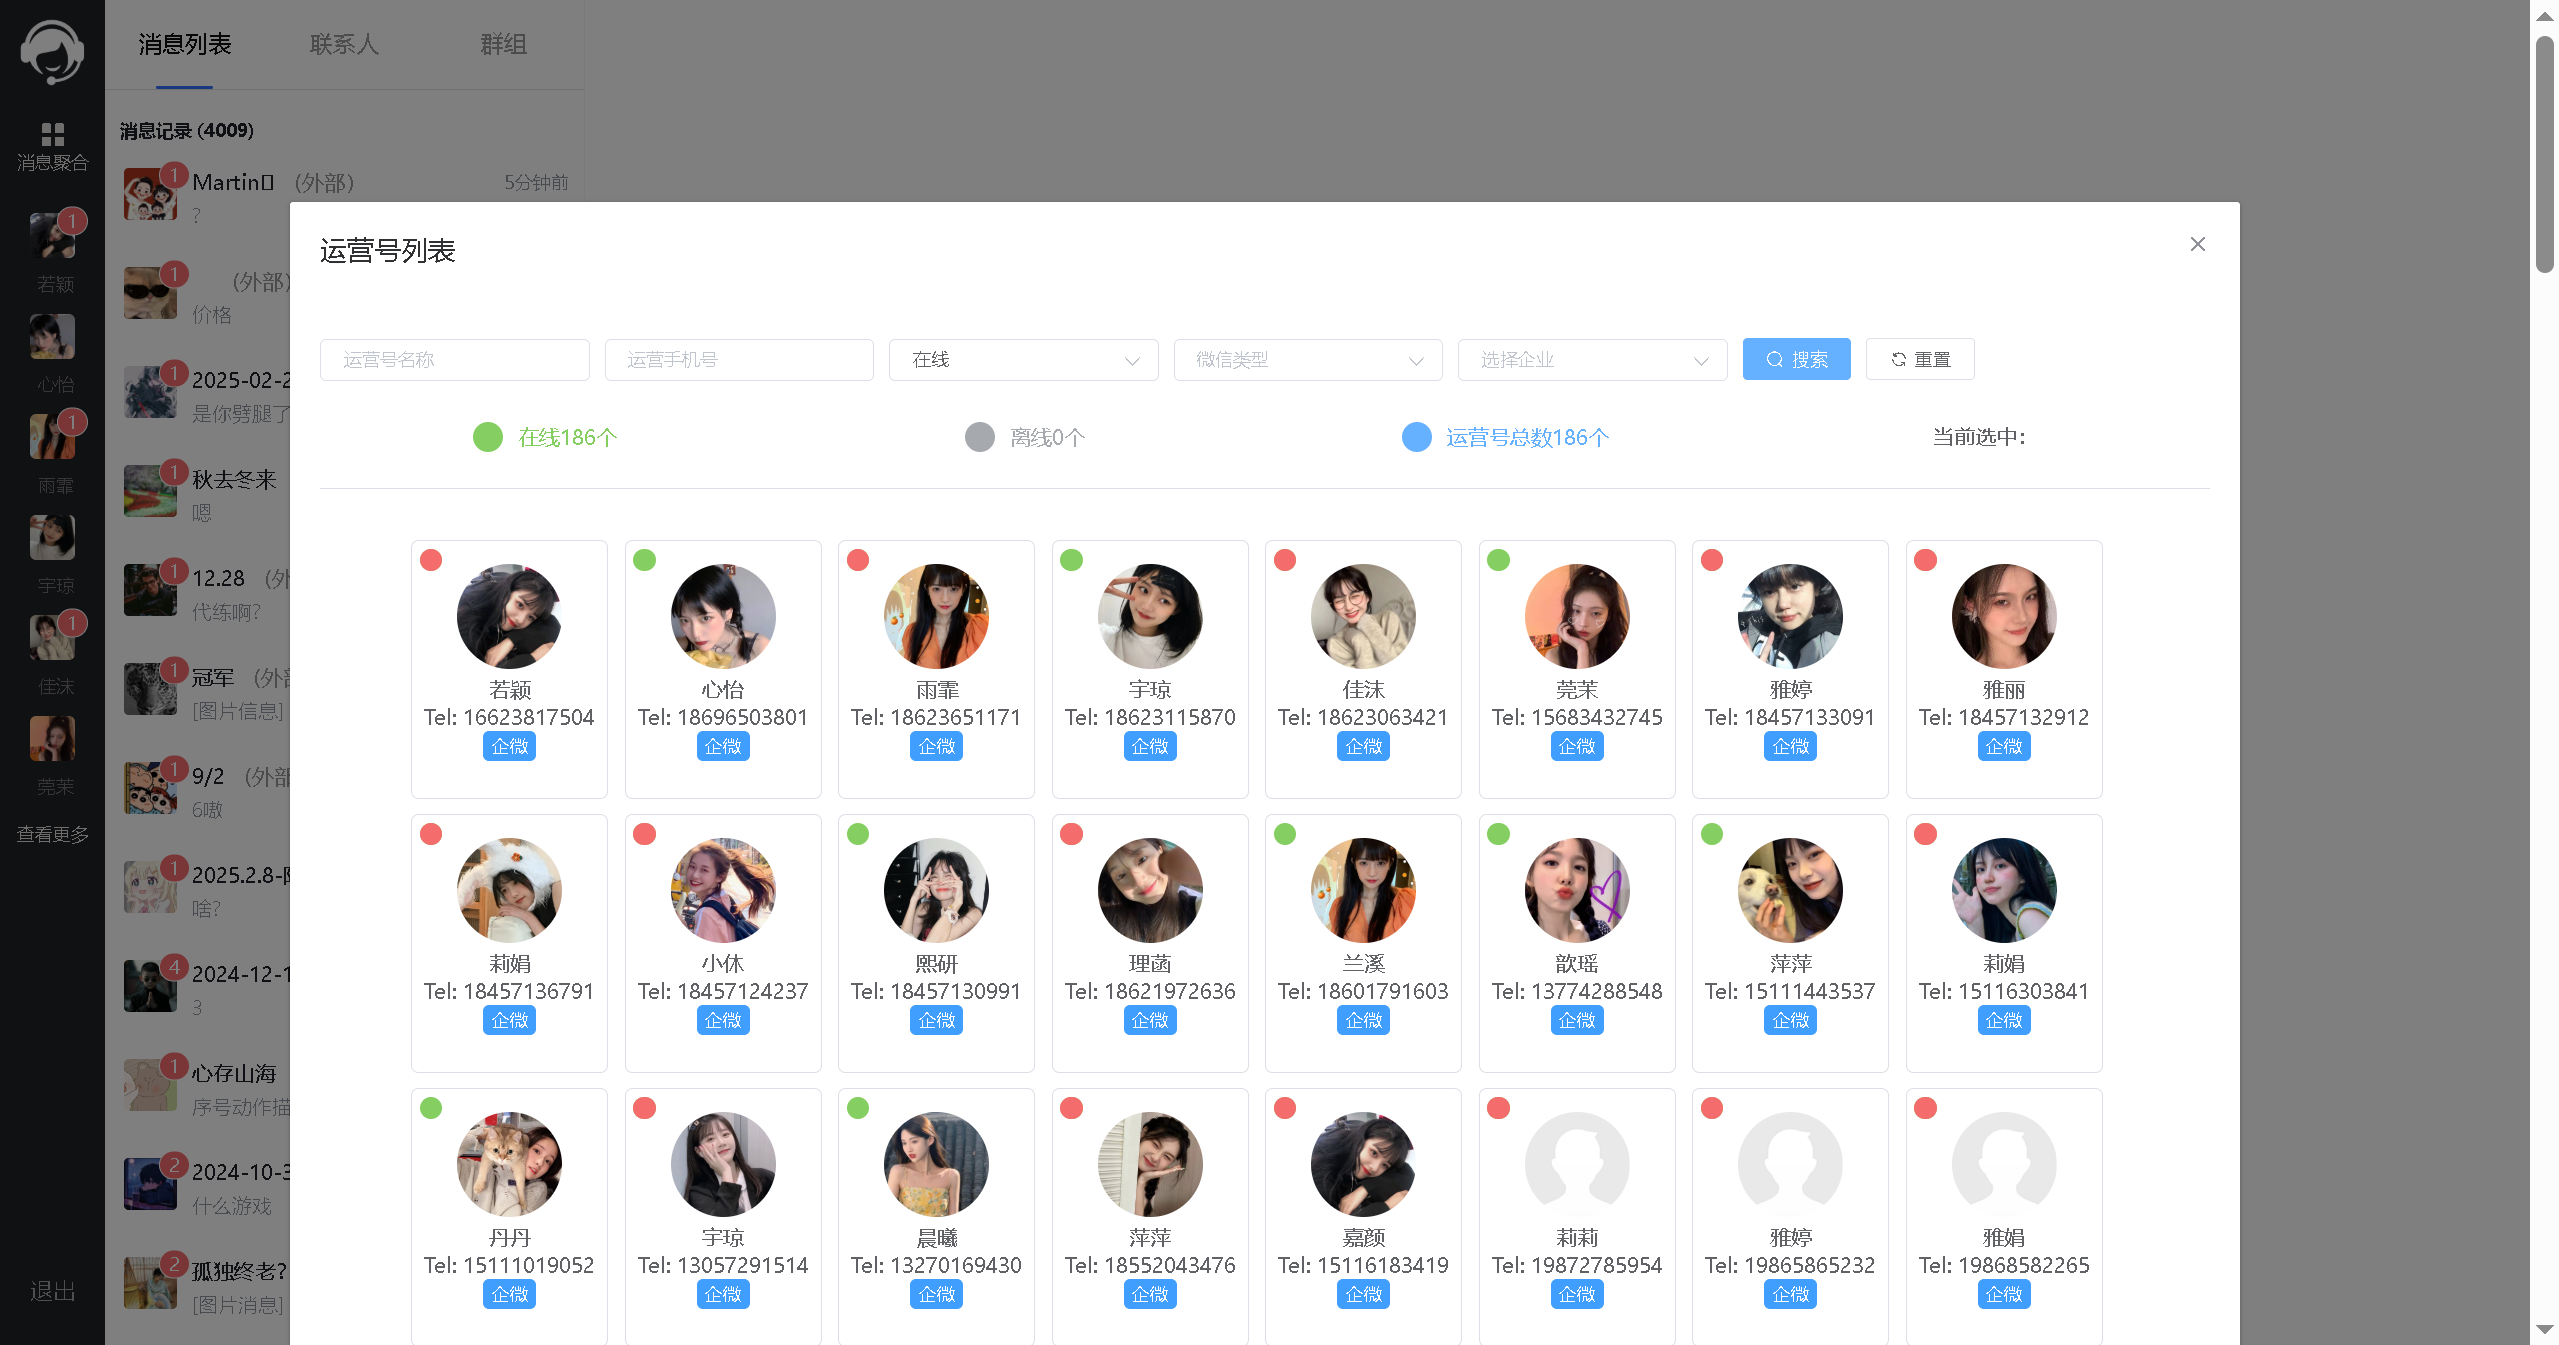 消息列表
联系人
群组
消息聚合
若颖
心怡
雨霏
宇琼
佳沫
莞茉
查看更多
退出
消息记录 (4009)
1
Martin
（外部）
5分钟前
?
1
（外部）
价格
1
2025-02-2
是你劈腿了
1
秋去冬来
嗯
1
12.28
（外
代练啊?
1
冠军
（外部
[图片信息]
1
9/2
（外部
6嗷
1
2025.2.8-
啥?
4
2024-12-1
3
1
心存山海
序号动作描
2
2024-10-3
什么游戏
2
孤独终老?
[图片消息]
运营号列表
运营号名称
运营手机号
在线
微信类型
选择企业
搜索
重置
在线186个
离线0个
运营号总数186个
当前选中:
若颖
Tel: 16623817504
企微
心怡
Tel: 18696503801
企微
雨霏
Tel: 18623651171
企微
宇琼
Tel: 18623115870
企微
佳沫
Tel: 18623063421
企微
莞茉
Tel: 15683432745
企微
雅婷
Tel: 18457133091
企微
雅丽
Tel: 18457132912
企微
莉娟
Tel: 18457136791
企微
小休
Tel: 18457124237
企微
熙研
Tel: 18457130991
企微
理菡
Tel: 18621972636
企微
兰溪
Tel: 18601791603
企微
歆瑶
Tel: 13774288548
企微
萍萍
Tel: 15111443537
企微
莉娟
Tel: 15116303841
企微
丹丹
Tel: 15111019052
企微
宇琼
Tel: 13057291514
企微
晨曦
Tel: 13270169430
企微
萍萍
Tel: 18552043476
企微
嘉颜
Tel: 15116183419
企微
莉莉
Tel: 19872785954
企微
雅婷
Tel: 19865865232
企微
雅娟
Tel: 19868582265
企微